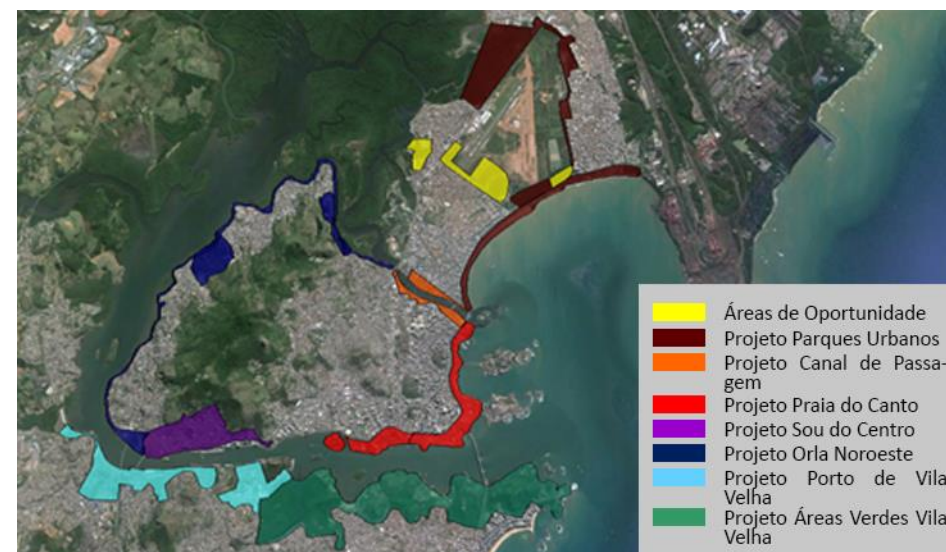 Áreas de Oportunidade
Projeto Parques Urbanos
Projeto Canal de Passa-
gem
Projeto Praia do Canto
Projeto Sou do Centro
Projeto Orla Noroeste
Projeto Porto de Vila
Velha
Projeto Áreas Verdes Vila
Velha